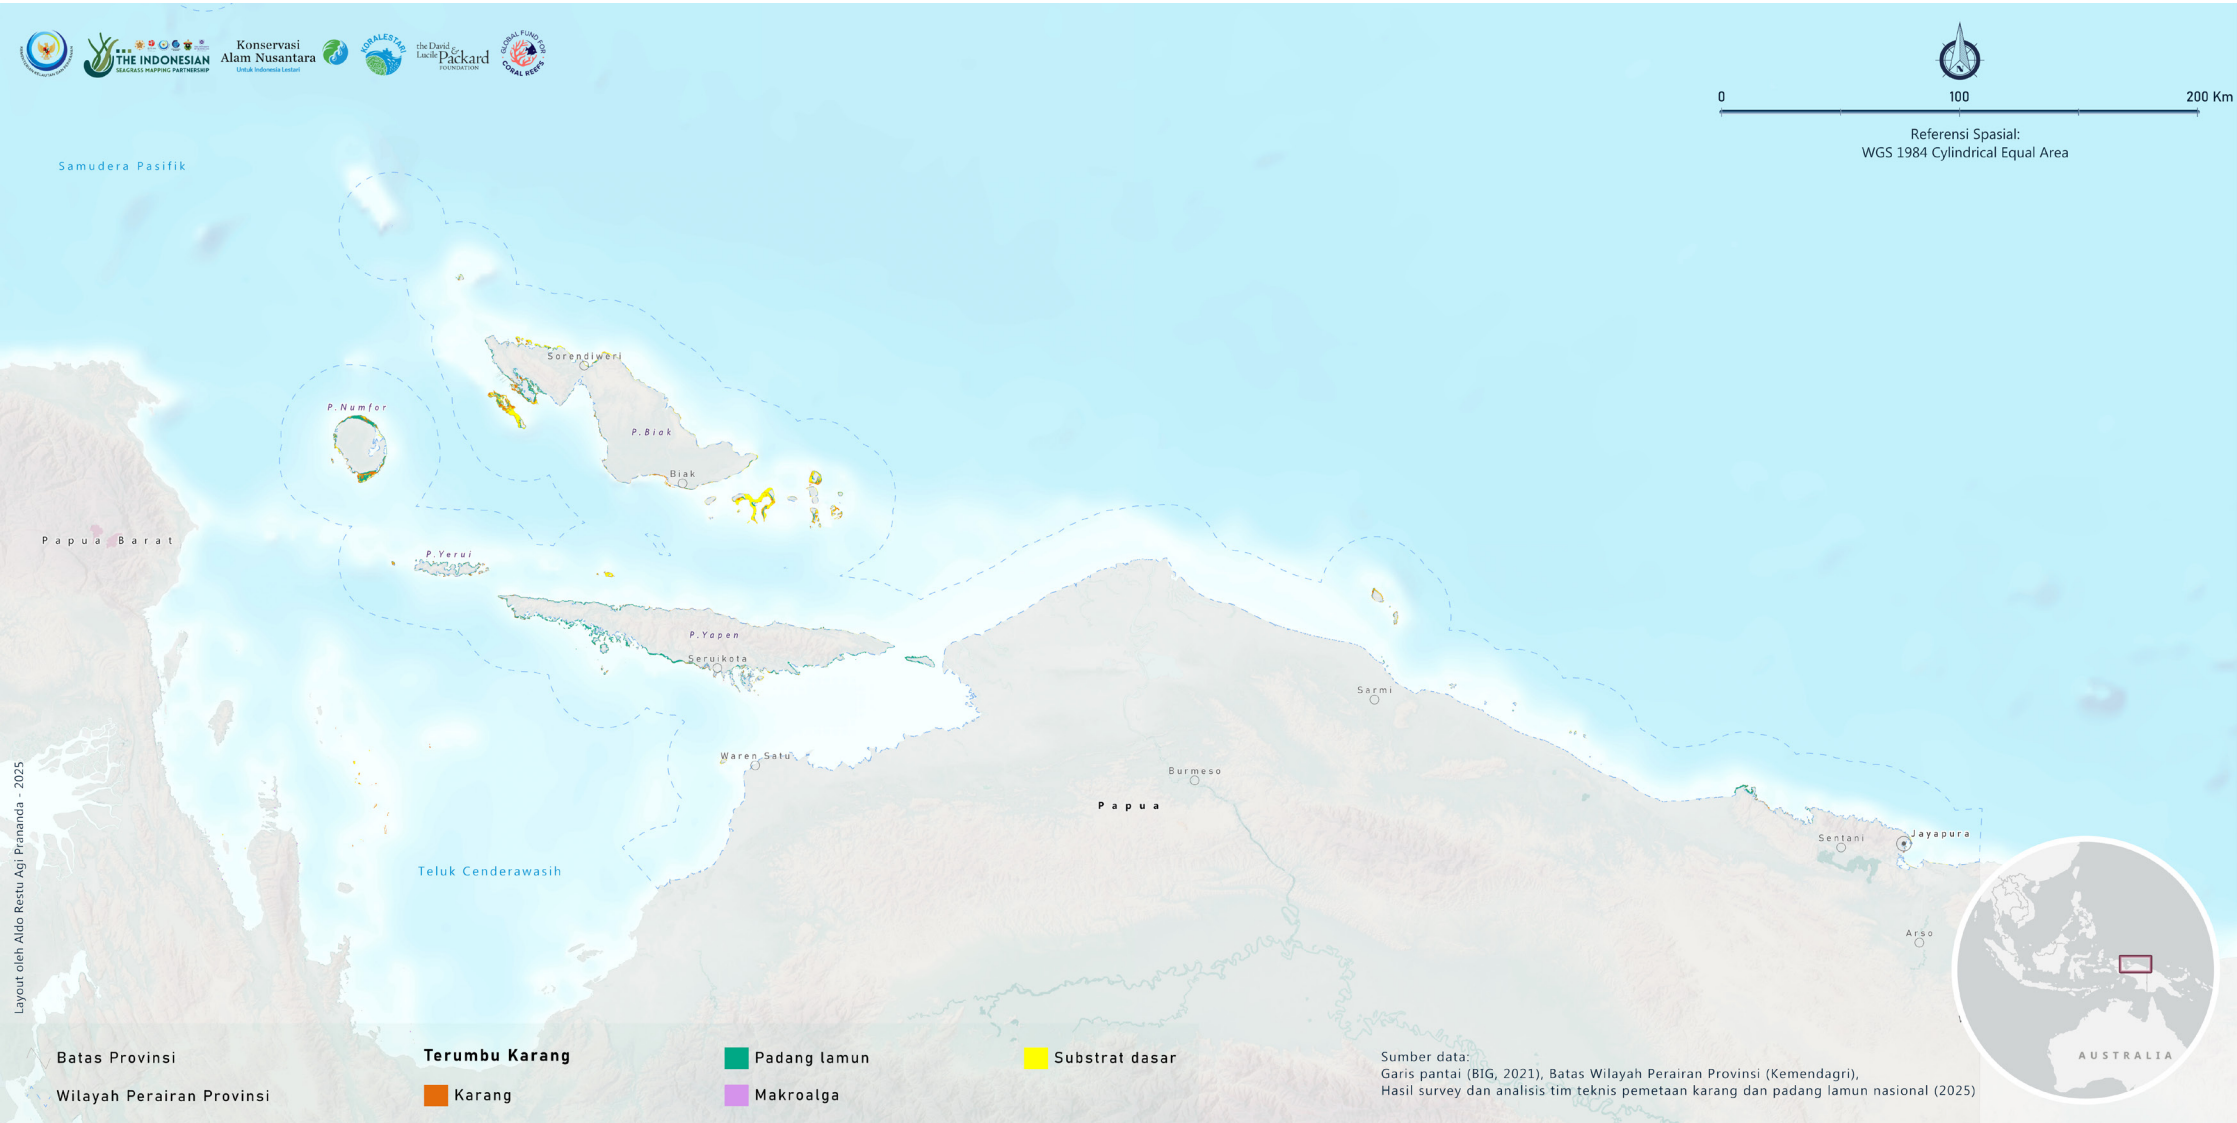 KEMENTERIAN KELAUTAN DAN PERIKANAN
THE INDONESIAN
SEAGRASS MAPPING PARTNERSHIP
Konservasi
Alam Nusantara
Untuk Indonesia Lestari
KORALESTARI
the David &
Lucile Packard
FOUNDATION
GLOBAL FUND FOR
CORAL REEFS
N
0 100 200 Km
Referensi Spasial:
WGS 1984 Cylindrical Equal Area
Samudera Pasifik
Sorendiweri
P.Numfor
P.Biak
Biak
Papua Barat
P.Yerui
P.Yapen
Seruikota
Sarmi
Waren Satu
Burmeso
Papua
Jayapura
Sentani
Teluk Cenderawasih
Arso
Layout oleh Aldo Restu Agi Prananda - 2025
AUSTRALIA
Batas Provinsi
Wilayah Perairan Provinsi
Terumbu Karang
Karang
Padang lamun
Makroalga
Substrat dasar
Sumber data:
Garis pantai (BIG, 2021), Batas Wilayah Perairan Provinsi (Kemendagri),
Hasil survey dan analisis tim teknis pemetaan karang dan padang lamun nasional (2025)